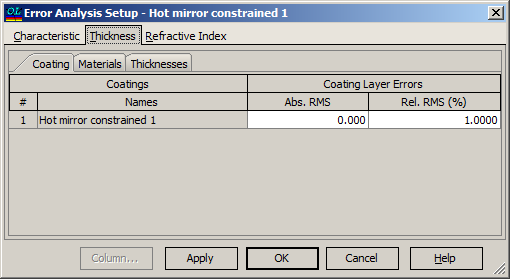 OL Error Analysis Setup - Hot mirror constrained 1
Characteristic Thickness Refractive Index
Coating Materials Thicknesses
Coatings Coating Layer Errors
# Names Abs. RMS Rel. RMS (%)
1 Hot mirror constrained 1 0.000 1.0000
Column... Apply OK Cancel Help